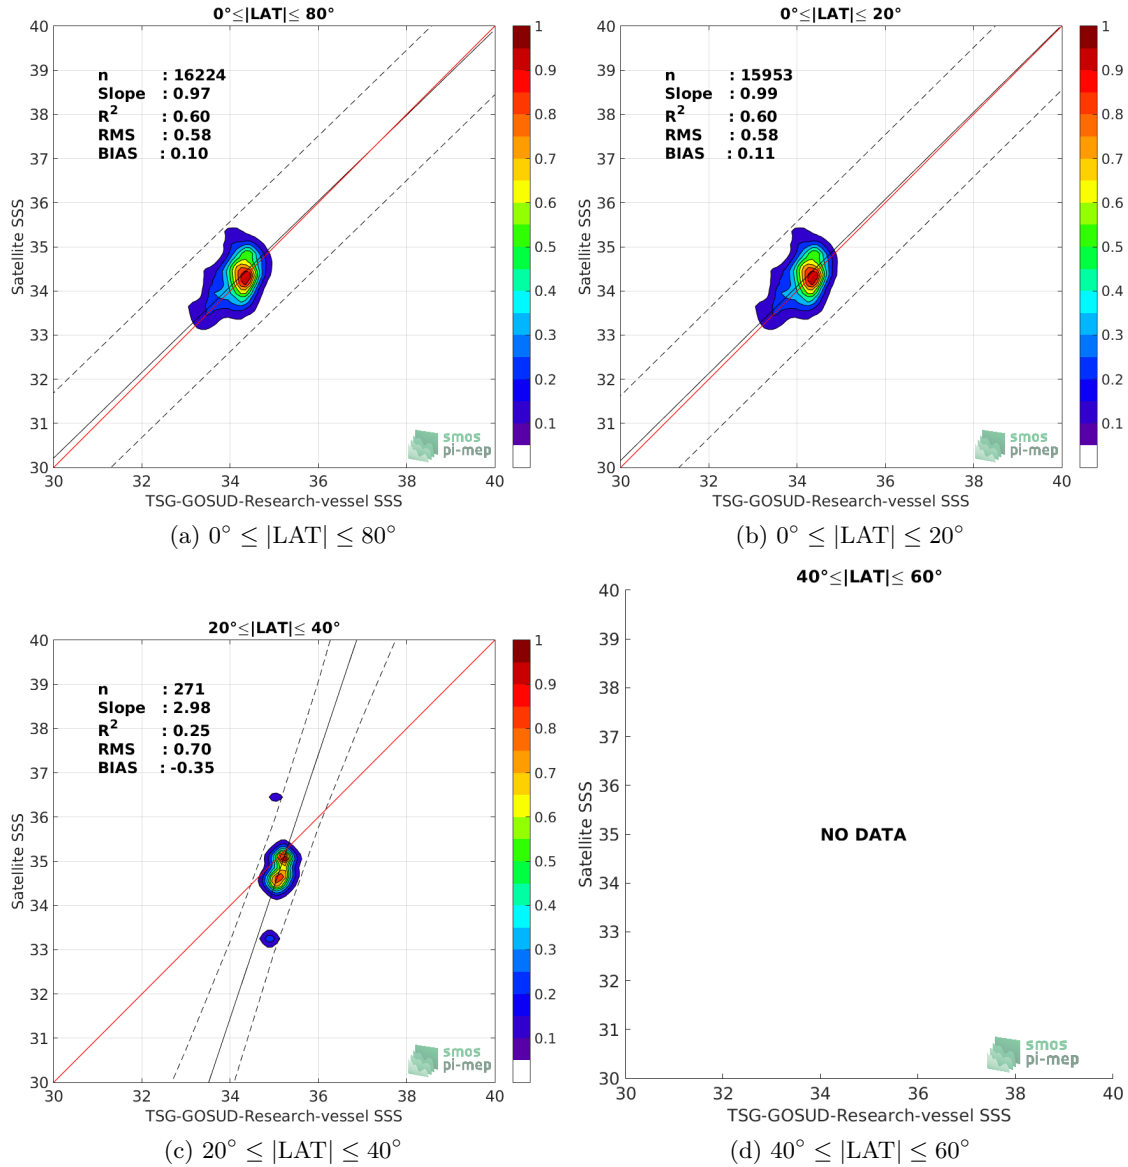 0°≤|LAT|≤ 80°
40
39
38
37
36
35
34
33
32
31
30
30
32
34
36
38
40
Satellite SSS
TSG-GOSUD-Research-vessel SSS
n : 16224
Slope : 0.97
R² : 0.60
RMS : 0.58
BIAS : 0.10
1
0.9
0.8
0.7
0.6
0.5
0.4
0.3
0.2
0.1
smos
pi-mep
(a) 0° ≤ |LAT| ≤ 80°
0°≤|LAT|≤ 20°
40
39
38
37
36
35
34
33
32
31
30
30
32
34
36
38
40
Satellite SSS
TSG-GOSUD-Research-vessel SSS
n : 15953
Slope : 0.99
R² : 0.60
RMS : 0.58
BIAS : 0.11
1
0.9
0.8
0.7
0.6
0.5
0.4
0.3
0.2
0.1
smos
pi-mep
(b) 0° ≤ |LAT| ≤ 20°
20°≤|LAT|≤ 40°
40
39
38
37
36
35
34
33
32
31
30
30
32
34
36
38
40
Satellite SSS
TSG-GOSUD-Research-vessel SSS
n : 271
Slope : 2.98
R² : 0.25
RMS : 0.70
BIAS : -0.35
1
0.9
0.8
0.7
0.6
0.5
0.4
0.3
0.2
0.1
smos
pi-mep
(c) 20° ≤ |LAT| ≤ 40°
40°≤|LAT|≤ 60°
40
39
38
37
36
35
34
33
32
31
30
30
32
34
36
38
40
Satellite SSS
TSG-GOSUD-Research-vessel SSS
NO DATA
smos
pi-mep
(d) 40° ≤ |LAT| ≤ 60°